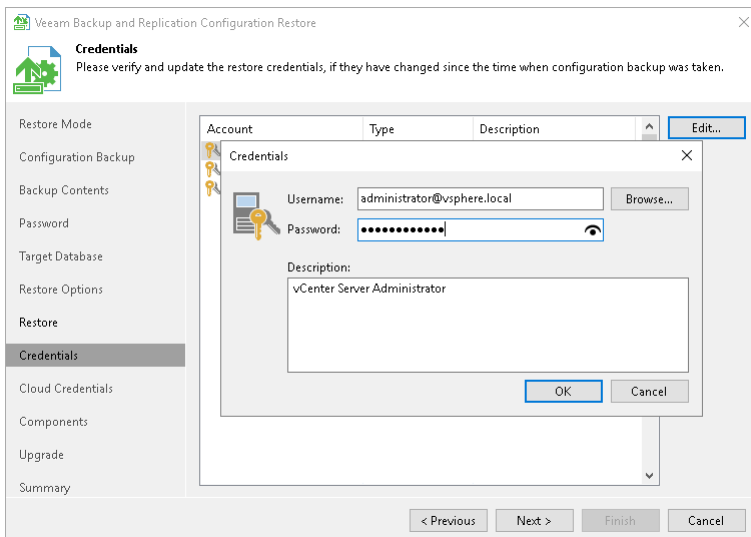 Veeam Backup and Replication Configuration Restore
Credentials
Please verify and update the restore credentials, if they have changed since the time when configuration backup was taken.
Restore Mode
Configuration Backup
Backup Contents
Password
Target Database
Restore Options
Restore
Credentials
Cloud Credentials
Components
Upgrade
Summary
Account Type Description
Edit...
Credentials
Username: administrator@vsphere.local Browse...
Password: ●●●●●●●●●●●●
Description:
vCenter Server Administrator
OK Cancel
< Previous Next > Finish Cancel